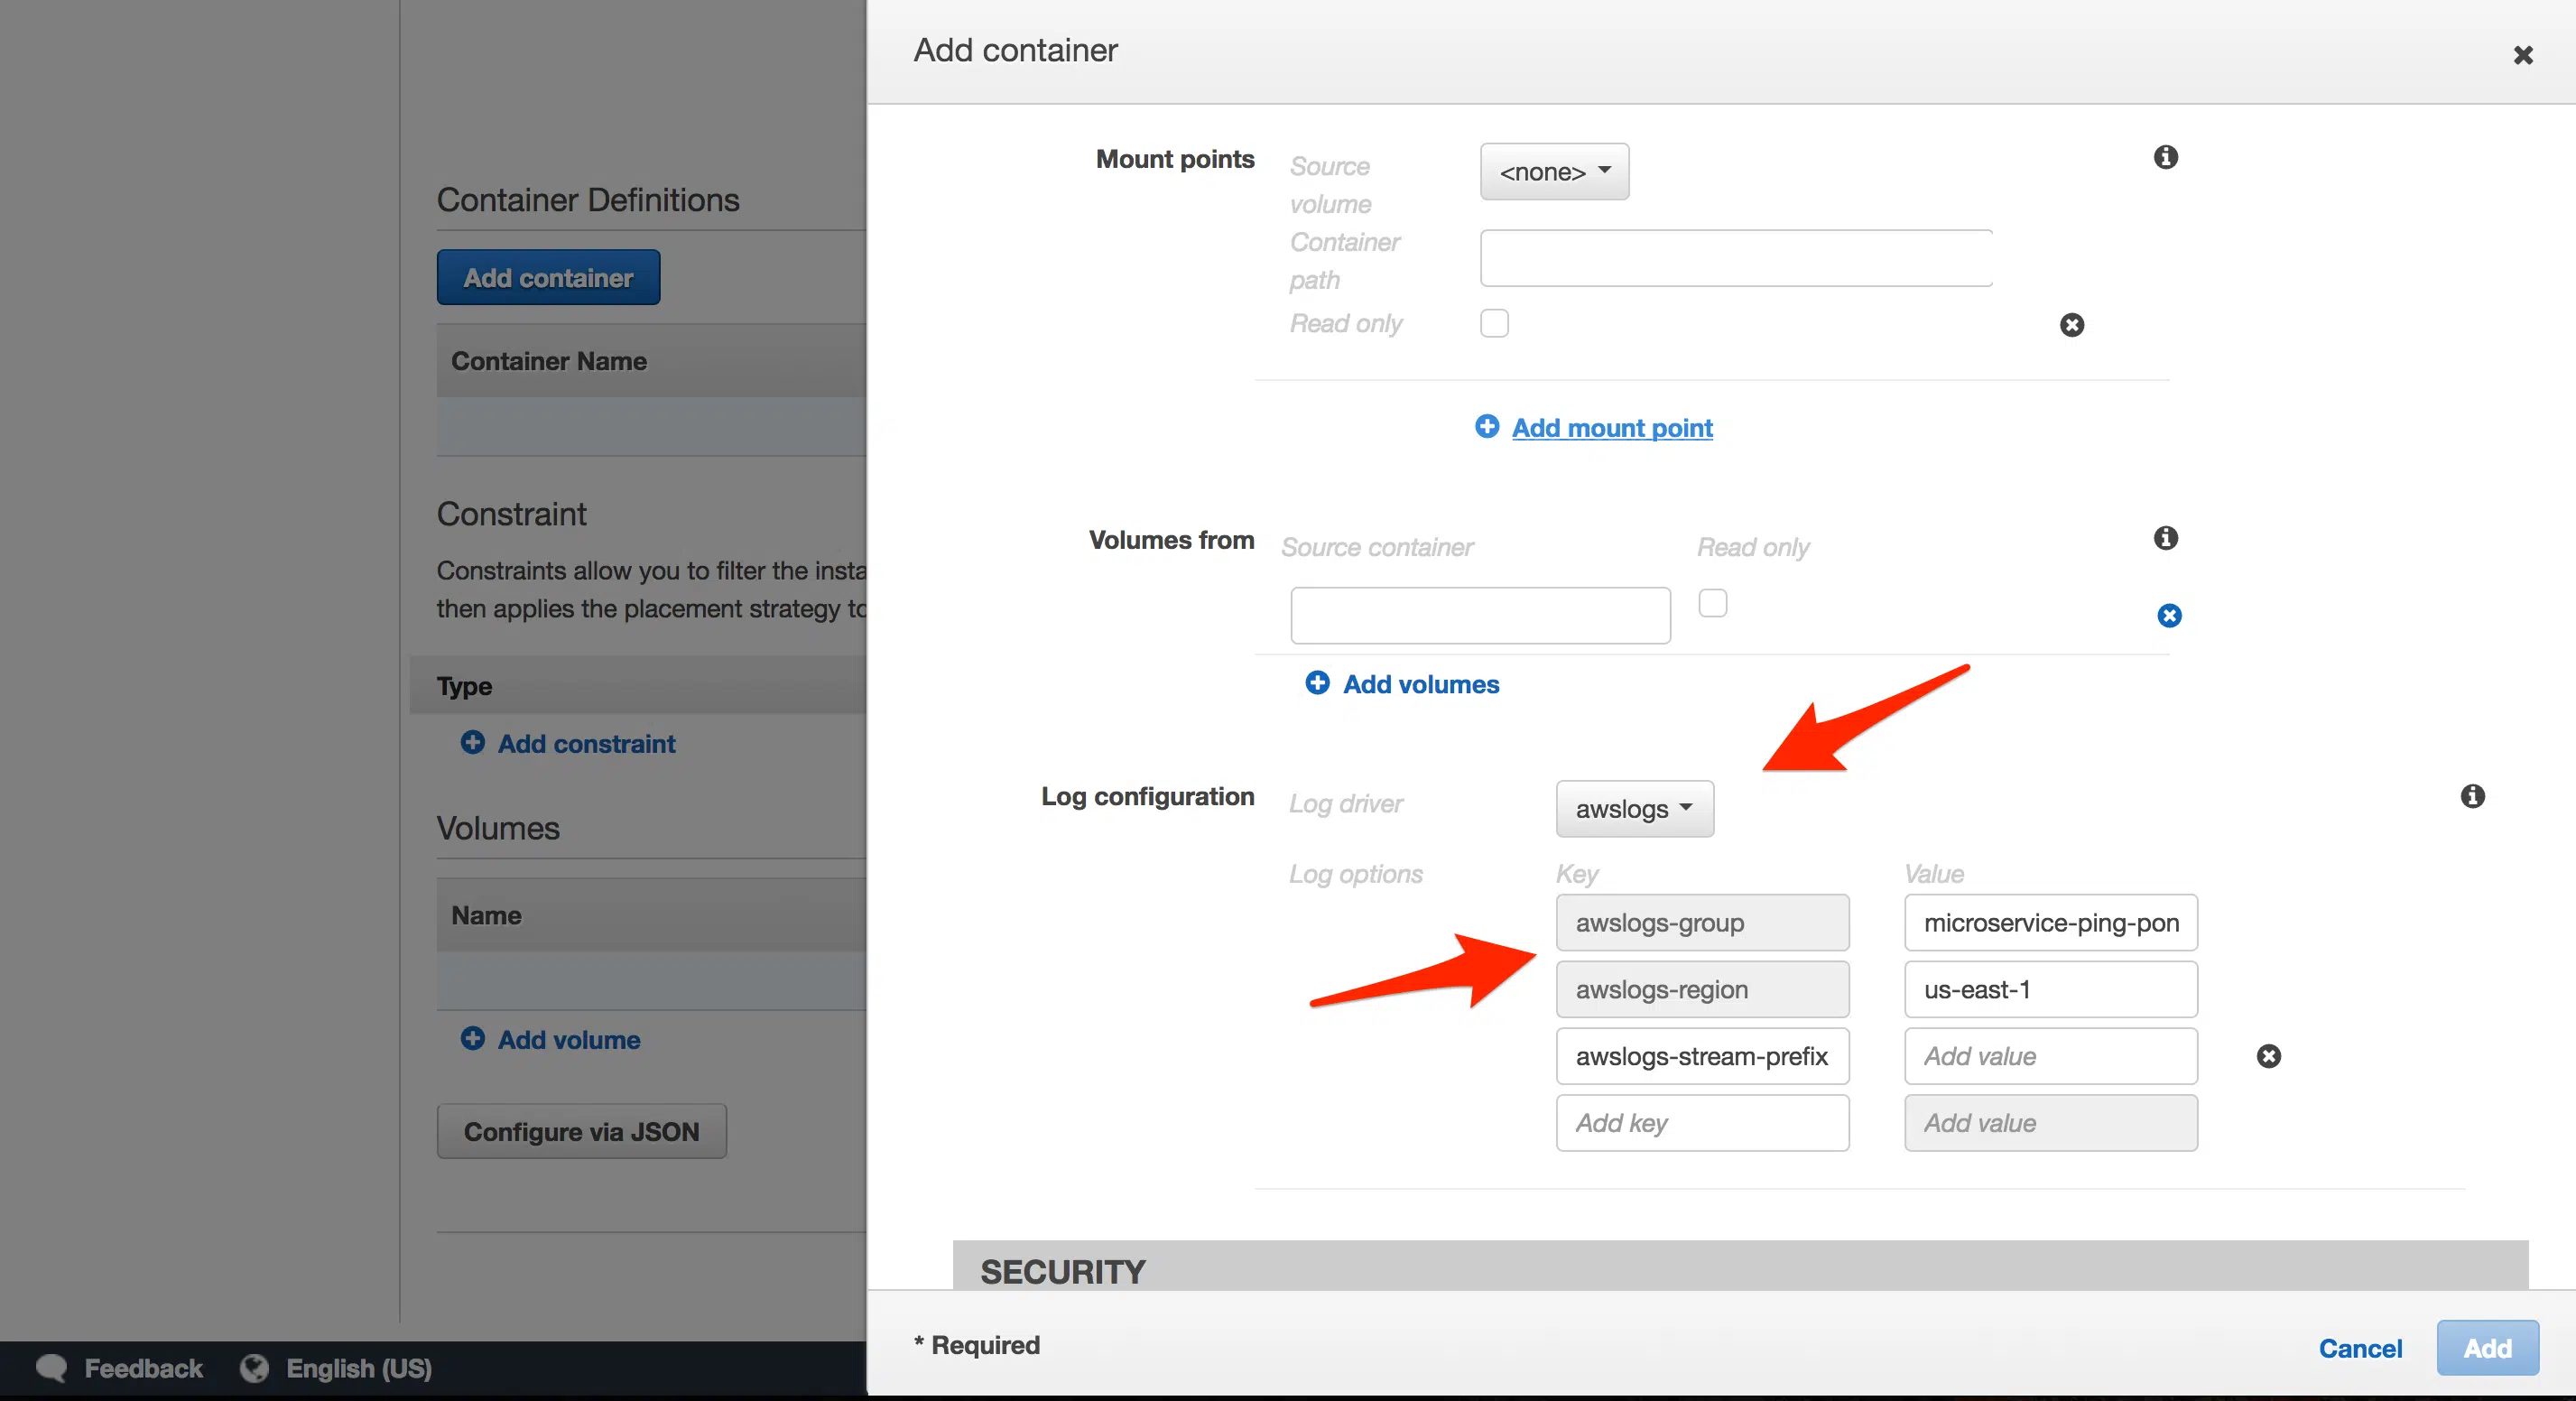 Container Definitions
Add container
Container Name
Constraint
Constraints allow you to filter the insta
then applies the placement strategy to
Type
Add constraint
Volumes
Name
Add volume
Configure via JSON
Feedback English (US)
Add container
Mount points Source volume <none>
Container path
Read only
Add mount point
Volumes from Source container Read only
Add volumes
Log configuration Log driver awslogs
Log options Key Value
awslogs-group microservice-ping-pon
awslogs-region us-east-1
awslogs-stream-prefix Add value
Add key Add value
SECURITY
* Required Cancel Add